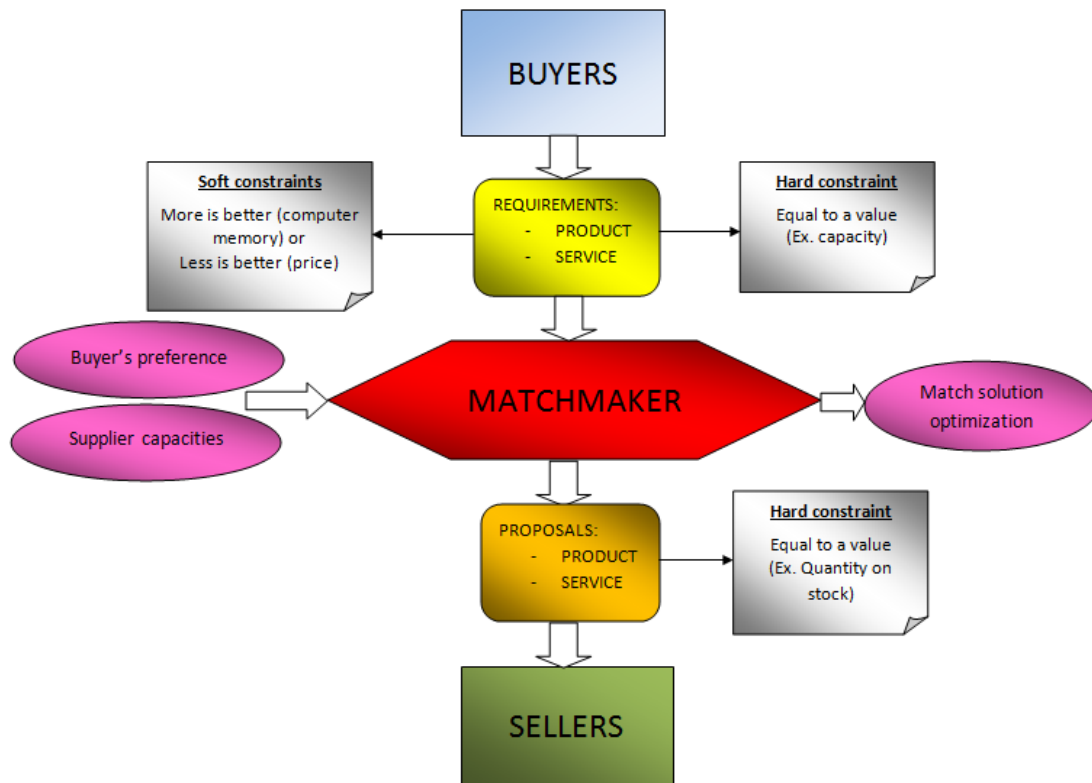 BUYERS
Soft constraints
More is better (computer
memory) or
Less is better (price)
REQUIREMENTS:
- PRODUCT
- SERVICE
Hard constraint
Equal to a value
(Ex. capacity)
Buyer's preference
Supplier capacities
MATCHMAKER
Match solution
optimization
PROPOSALS:
- PRODUCT
- SERVICE
Hard constraint
Equal to a value
(Ex. Quantity on
stock)
SELLERS